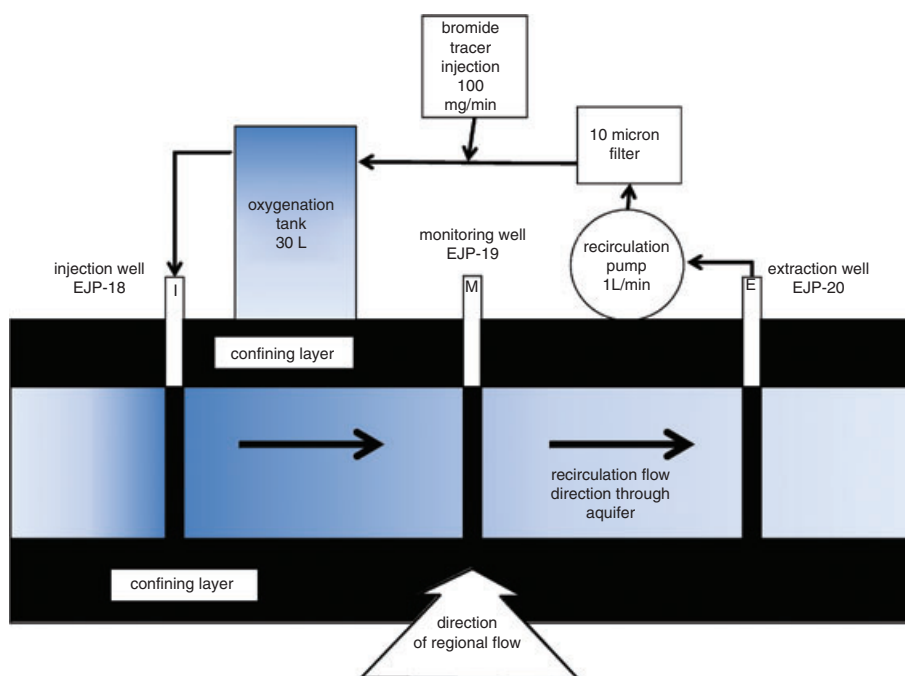 bromide
tracer
injection
100
mg/min
10 micron
filter
oxygenation
tank
30 L
monitoring well
EJP-19
recirculation
pump
1L/min
injection well
EJP-18
extraction well
EJP-20
I
M
E
confining layer
recirculation flow
direction through
aquifer
confining layer
direction
of regional flow